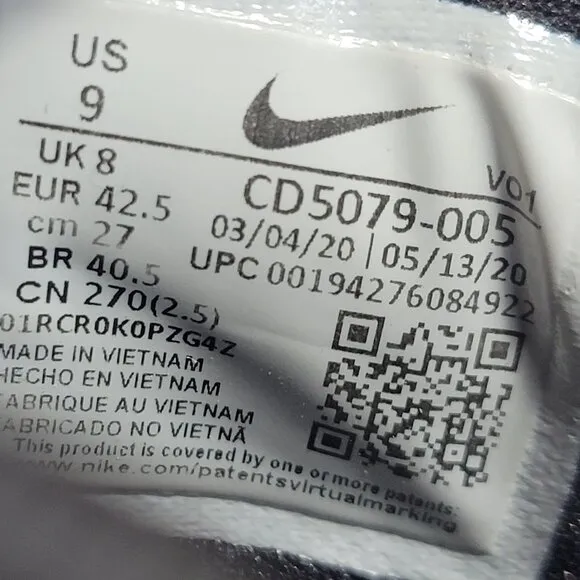 US
9
V01
UK 8
CD5079-005
EUR 42.5
03/04/20 | 05/13/20
cm 27
UPC 00194276084922
BR 40.5
CN 270(2.5)
01RCR0K0PZG4Z
MADE IN VIETNAM
HECHO EN VIETNAM
FABRIQUE AU VIETNAM
FABRICADO NO VIETNÃ
This product is covered by one or more patents:
www.nike.com/patentsvirtualmarking